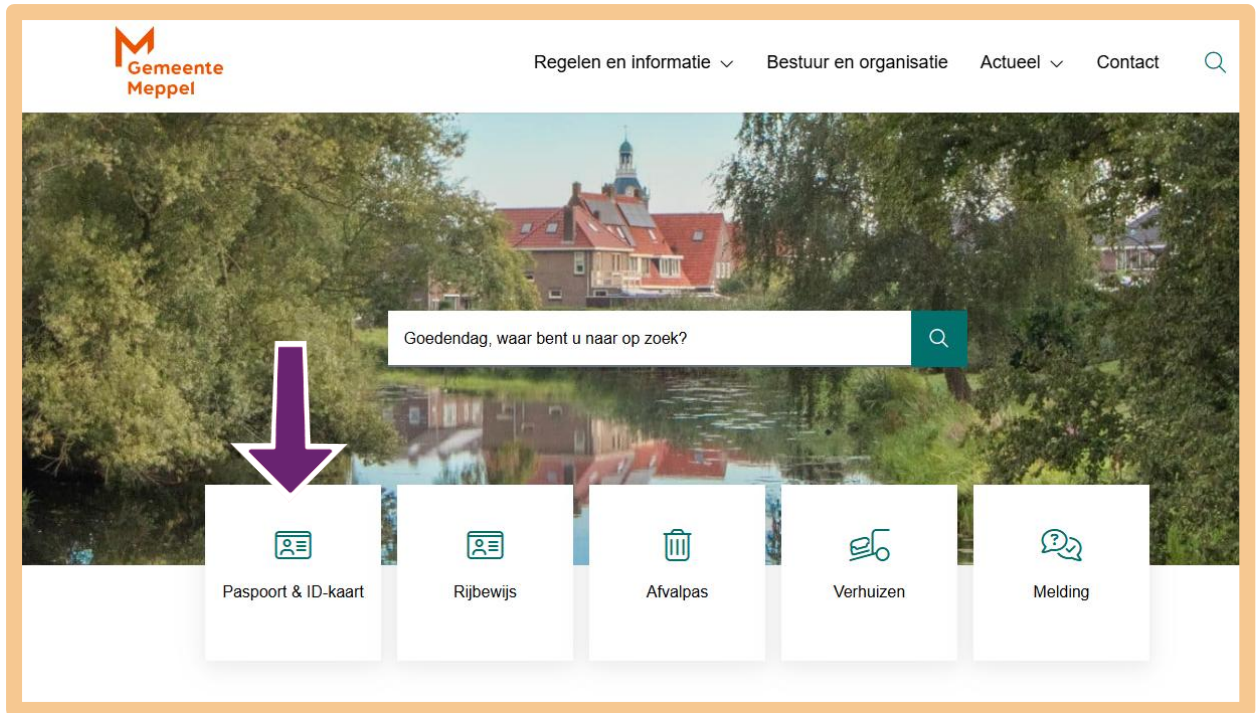 Gemeente
Meppel
Regelen en informatie
Bestuur en organisatie
Actueel
Contact
Goedendag, waar bent u naar op zoek?
Paspoort & ID-kaart
Rijbewijs
Afvalpas
Verhuizen
Melding